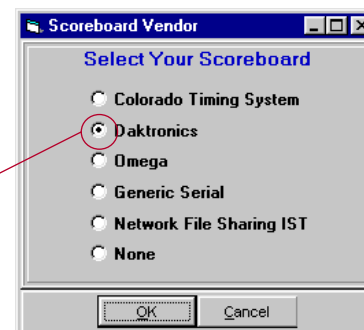 Scoreboard Vendor
Select Your Scoreboard
Colorado Timing System
Daktronics
Omega
Generic Serial
Network File Sharing IST
None
OK
Cancel